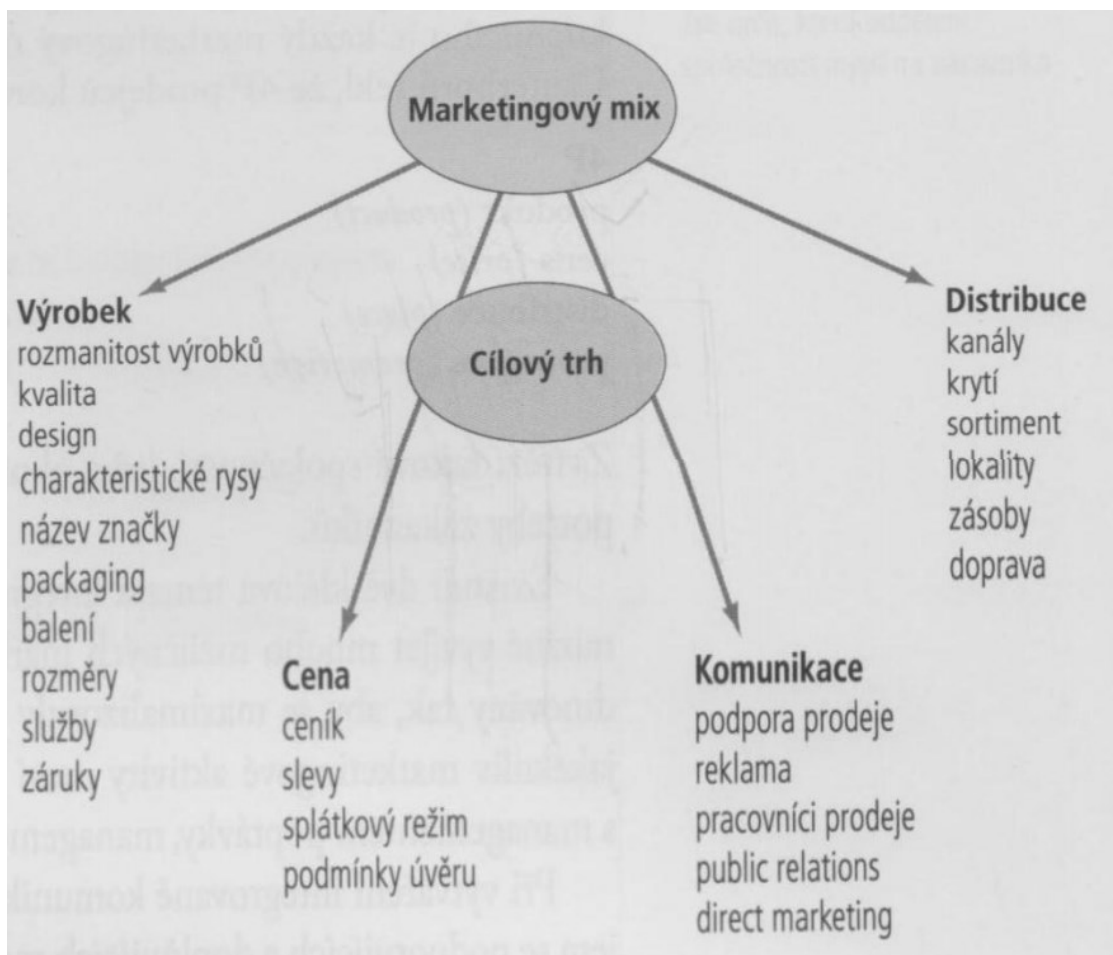 Marketingový mix
Cílový trh
Výrobek
rozmanitost výrobků
kvalita
design
charakteristické rysy
název značky
packaging
balení
rozměry
služby
záruky
Cena
ceník
slevy
splátkový režim
podmínky úvěru
Komunikace
podpora prodeje
reklama
pracovníci prodeje
public relations
direct marketing
Distribuce
kanály
krytí
sortiment
lokality
zásoby
doprava